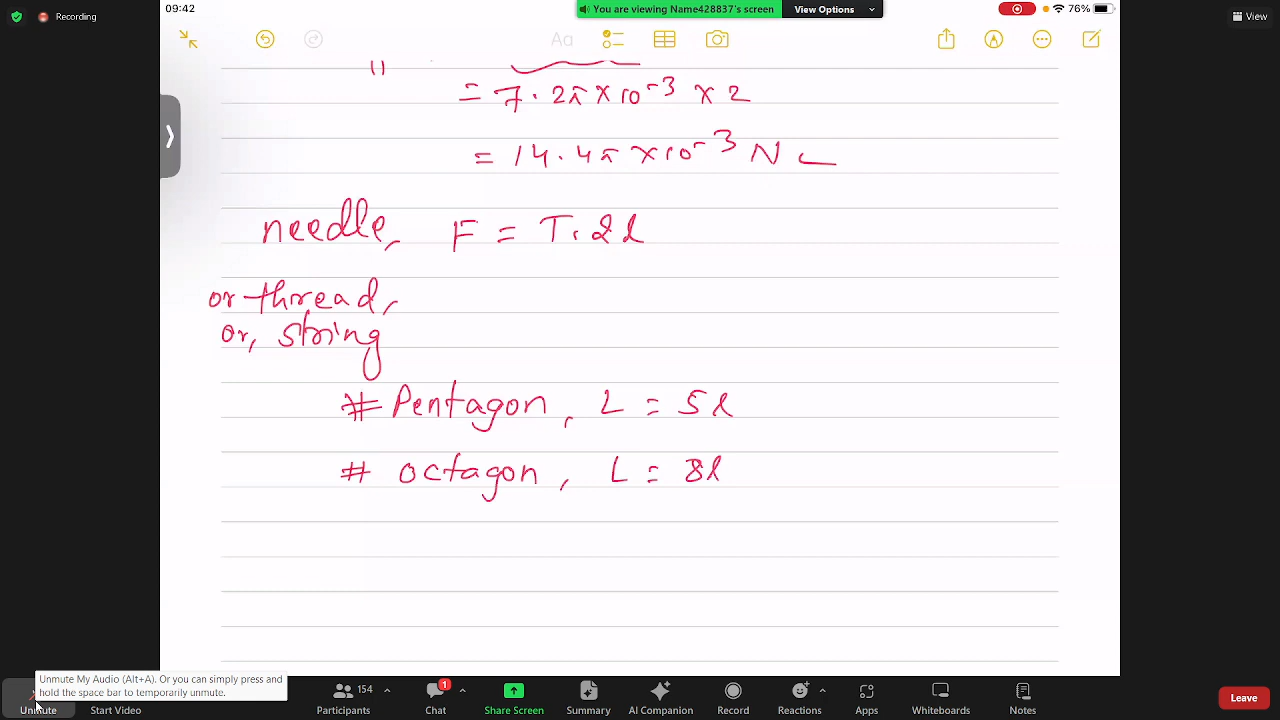 09:42
You are viewing Name428837's screen
View Options
76%
Recording
View
Aa
= 7.2π×10⁻³ × 2
= 14.4π×10⁻³ N
needle, F = T.2l
or thread,
or, string
# Pentagon, L = 5l
# octagon, L = 8l
Unmute My Audio (Alt+A). Or you can simply press and
hold the space bar to temporarily unmute.
Unmute
Start Video
154
Participants
1
Chat
Share Screen
Summary
AI Companion
Record
Reactions
Apps
Whiteboards
Notes
Leave